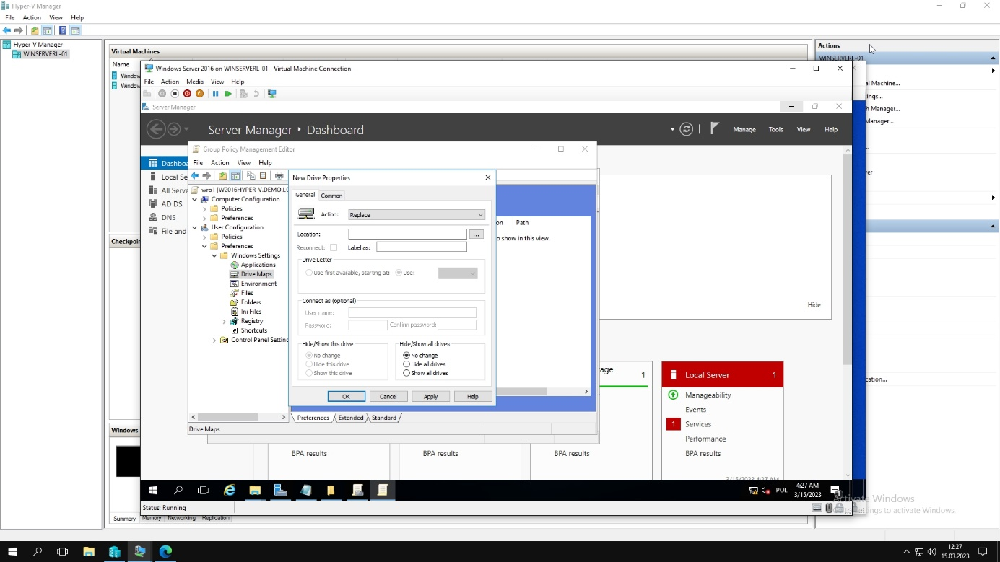 Hyper-V Manager
File Action View Help
Hyper-V Manager
WINSERVERL-01
Virtual Machines
Name
Window
Window
Checkpoin
Windows
Summary Memory Networking Replication
Actions
WINSERVERL-01
al Machine...
ings...
h Manager...
Manager...
..
ver
cation...
Windows Server 2016 on WINSERVERL-01 - Virtual Machine Connection
File Action Media View Help
Server Manager
Server Manager • Dashboard
Manage Tools View Help
Dashboa
Local Se
All Serve
AD DS
DNS
File and
Group Policy Management Editor
File Action View Help
wro1 [W2016HYPER-V.DEMO.LO
Computer Configuration
Policies
Preferences
User Configuration
Policies
Preferences
Windows Settings
Applications
Drive Maps
Environment
Files
Folders
Ini Files
Registry
Shortcuts
Control Panel Setting
on Path
o show in this view.
New Drive Properties
General Common
Action: Replace
Location: ...
Reconnect: Label as:
Drive Letter
Use first available, starting at: Use:
Connect as (optional)
User name:
Password: Confirm password:
Hide/Show this drive
No change
Hide this drive
Show this drive
Hide/Show all drives
No change
Hide all drives
Show all drives
OK Cancel Apply Help
Preferences Extended Standard
Drive Maps
Hide
age 1
Local Server 1
Manageability
Events
1 Services
Performance
BPA results
BPA results
BPA results
BPA results
3/15/2023 4:27 AM
POL
4:27 AM
3/15/2023
1
Status: Running
Activate Windows
ings to activate Windows.
12:27
15.03.2023